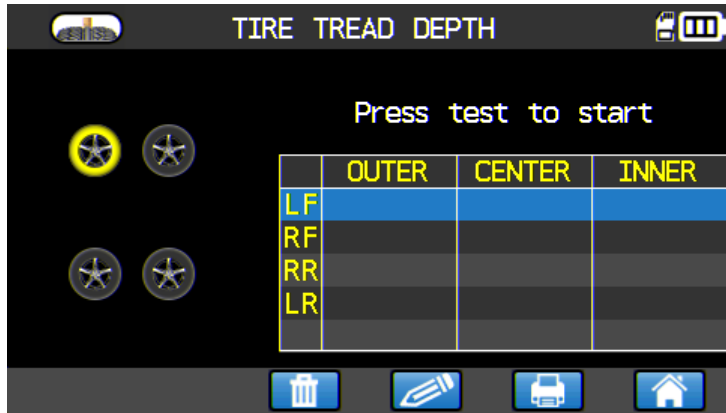 TIRE TREAD DEPTH
Press test to start
OUTER CENTER INNER
LF
RF
RR
LR